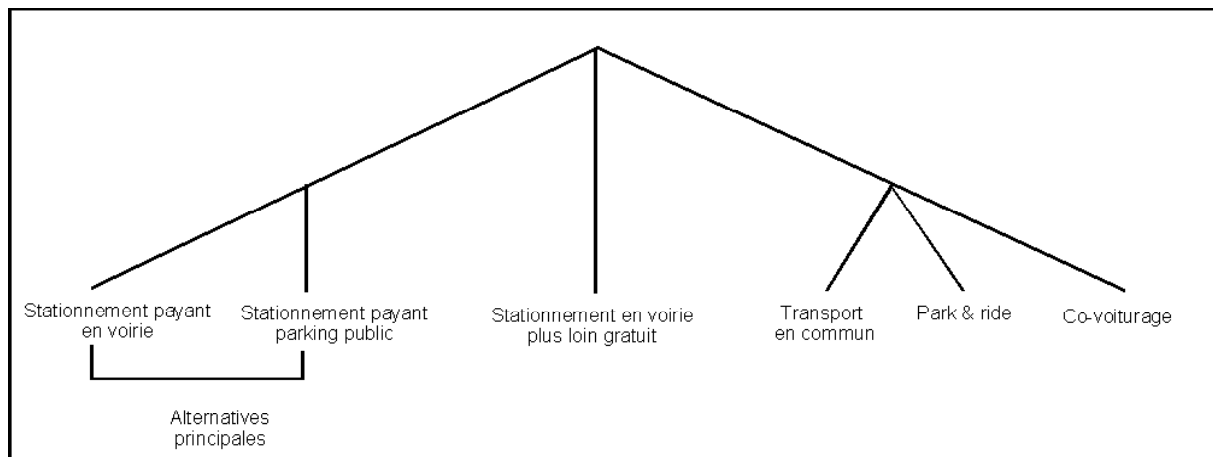 Stationnement payant
en voirie
Stationnement payant
parking public
Stationnement en voirie
plus loin gratuit
Transport
en commun
Park & ride
Co-voiturage
Alternatives
principales